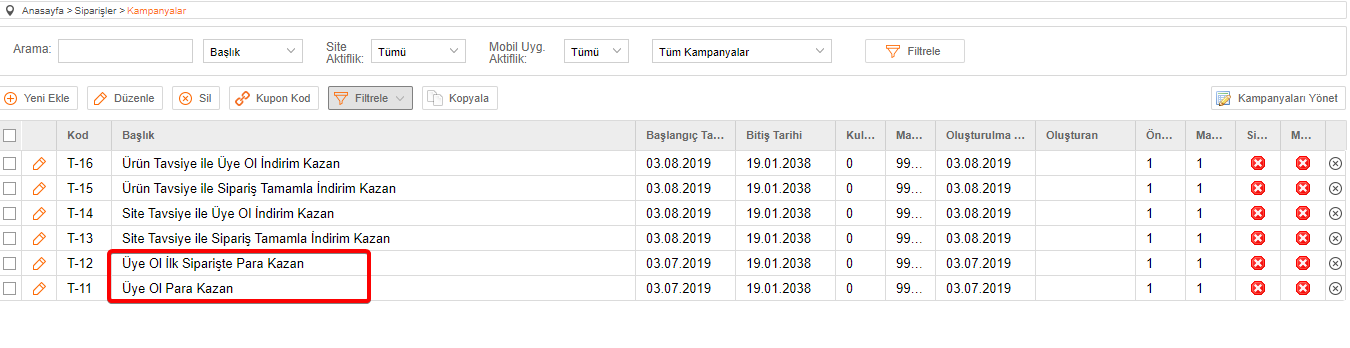 Anasayfa > Siparişler > Kampanyalar
Arama: Başlık Site Aktiflik: Tümü Mobil Uyg. Aktiflik: Tümü Tüm Kampanyalar Filtrele
Yeni Ekle Düzenle Sil Kupon Kod Filtrele Kopyala Kampanyaları Yönet
Kod Başlık Başlangıç Ta... Bitiş Tarihi Kul... Ma... Oluşturulma ... Oluşturan Ön... Ma... Si... M...
T-16 Ürün Tavsiye ile Üye Ol İndirim Kazan 03.08.2019 19.01.2038 0 99... 03.08.2019 1 1
T-15 Ürün Tavsiye ile Sipariş Tamamla İndirim Kazan 03.08.2019 19.01.2038 0 99... 03.08.2019 1 1
T-14 Site Tavsiye ile Üye Ol İndirim Kazan 03.08.2019 19.01.2038 0 99... 03.08.2019 1 1
T-13 Site Tavsiye ile Sipariş Tamamla İndirim Kazan 03.08.2019 19.01.2038 0 99... 03.08.2019 1 1
T-12 Üye Ol İlk Siparişte Para Kazan 03.07.2019 19.01.2038 0 99... 03.07.2019 1 1
T-11 Üye Ol Para Kazan 03.07.2019 19.01.2038 0 99... 03.07.2019 1 1